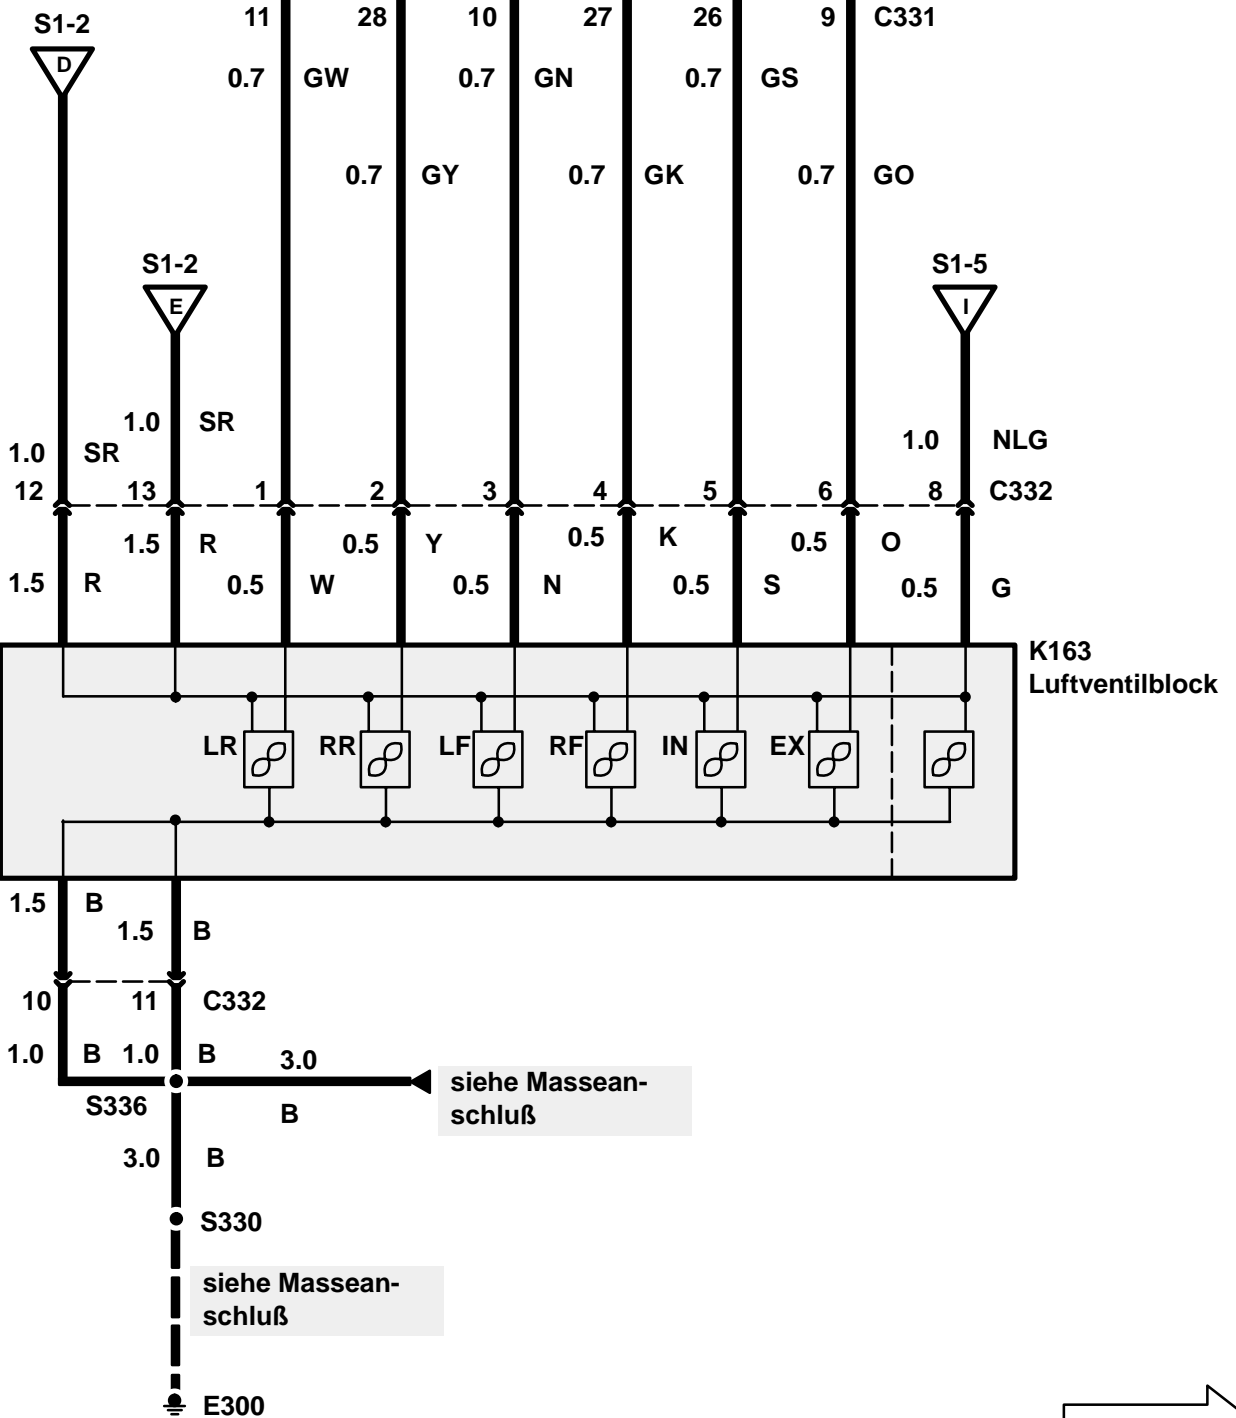 S1-2
11 28 10 27 26 9 C331
D
0.7 GW 0.7 GN 0.7 GS
0.7 GY 0.7 GK 0.7 GO
S1-2 S1-5
E I
1.0 SR 1.0 NLG
1.0 SR
12 13 1 2 3 4 5 6 8 C332
1.5 R 0.5 Y 0.5 K 0.5 O
1.5 R 0.5 W 0.5 N 0.5 S 0.5 G
K163
Luftventilblock
LR RR LF RF IN EX
1.5 B
1.5 B
10 11 C332
1.0 B 1.0 B 3.0
siehe Massean-
schluß
S336 B
3.0 B
S330
siehe Massean-
schluß
E300